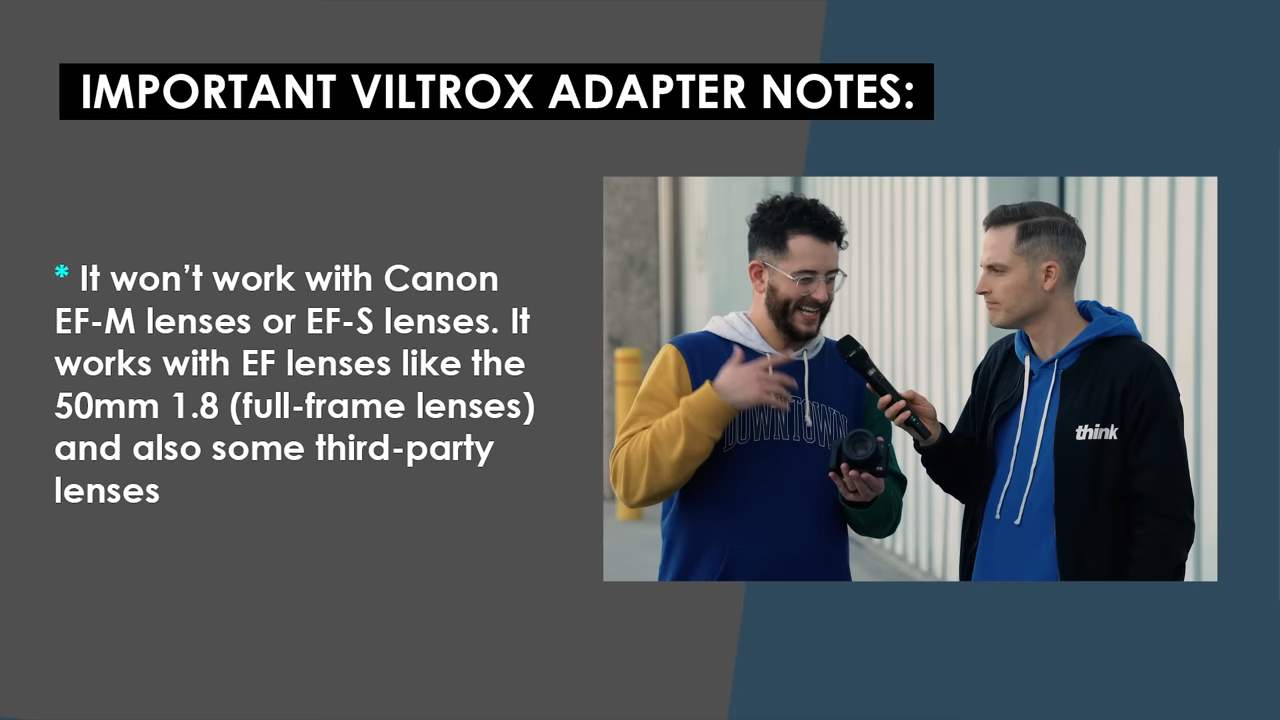 IMPORTANT VILTROX ADAPTER NOTES:
* It won’t work with Canon
EF-M lenses or EF-S lenses. It
works with EF lenses like the
50mm 1.8 (full-frame lenses)
and also some third-party
lenses
DOWNTOWN
think